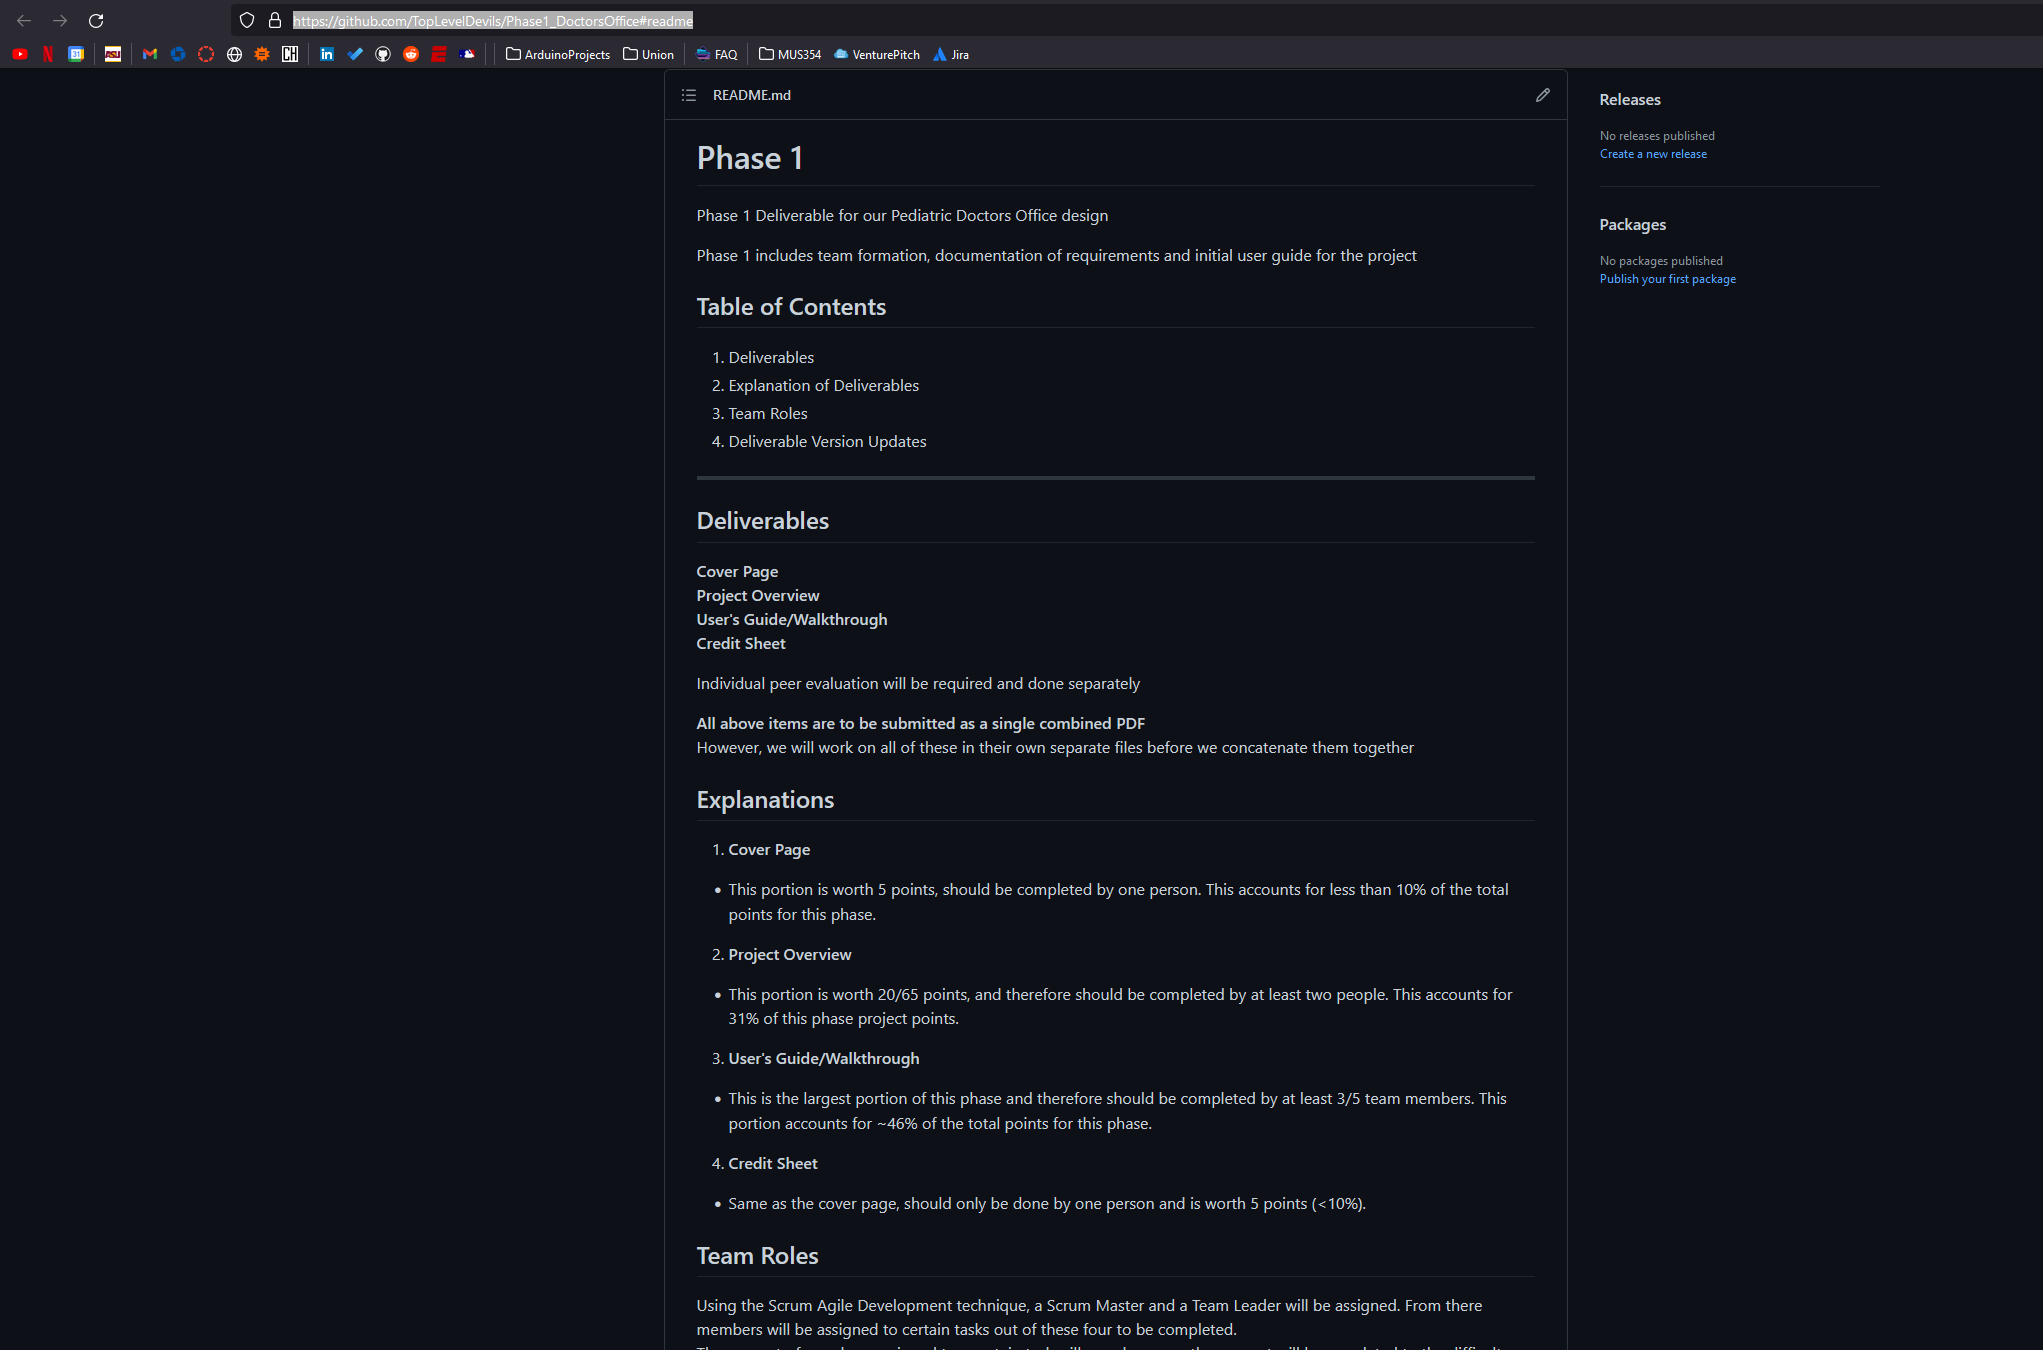 https://github.com/TopLevelDevils/Phase1_DoctorsOffice#readme
31
ASU
CH
in
ArduinoProjects
Union
FAQ
MUS354
VenturePitch
Jira
README.md
Phase 1
Phase 1 Deliverable for our Pediatric Doctors Office design
Phase 1 includes team formation, documentation of requirements and initial user guide for the project
Table of Contents
1. Deliverables
2. Explanation of Deliverables
3. Team Roles
4. Deliverable Version Updates
Deliverables
Cover Page
Project Overview
User's Guide/Walkthrough
Credit Sheet
Individual peer evaluation will be required and done separately
All above items are to be submitted as a single combined PDF
However, we will work on all of these in their own separate files before we concatenate them together
Explanations
1. Cover Page
• This portion is worth 5 points, should be completed by one person. This accounts for less than 10% of the total
points for this phase.
2. Project Overview
• This portion is worth 20/65 points, and therefore should be completed by at least two people. This accounts for
31% of this phase project points.
3. User's Guide/Walkthrough
• This is the largest portion of this phase and therefore should be completed by at least 3/5 team members. This
portion accounts for ~46% of the total points for this phase.
4. Credit Sheet
• Same as the cover page, should only be done by one person and is worth 5 points (<10%).
Team Roles
Using the Scrum Agile Development technique, a Scrum Master and a Team Leader will be assigned. From there
members will be assigned to certain tasks out of these four to be completed.
Releases
No releases published
Create a new release
Packages
No packages published
Publish your first package